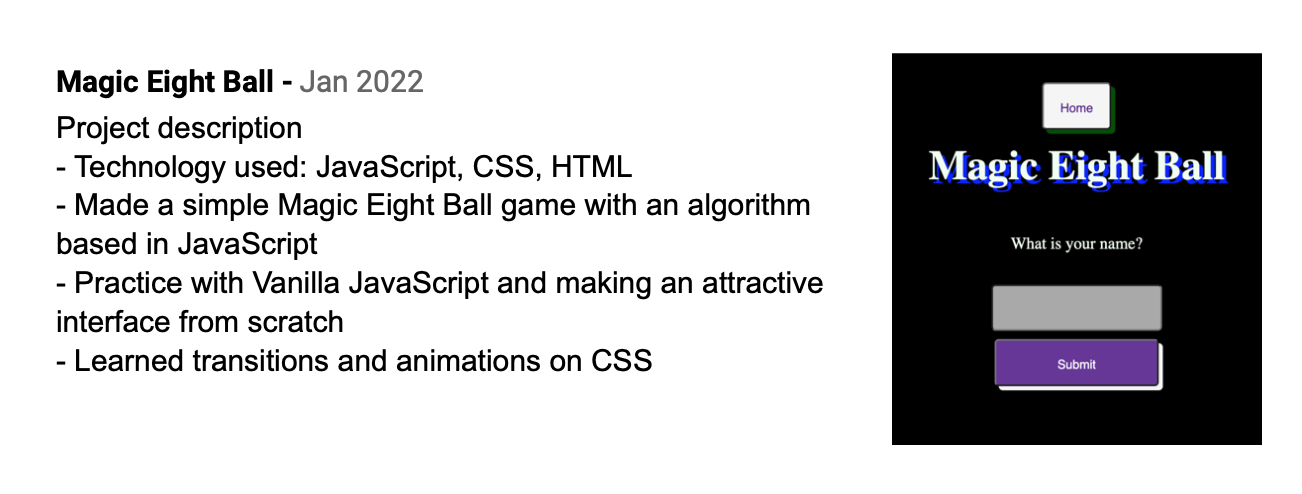 Magic Eight Ball - Jan 2022
Project description
- Technology used: JavaScript, CSS, HTML
- Made a simple Magic Eight Ball game with an algorithm
based in JavaScript
- Practice with Vanilla JavaScript and making an attractive
interface from scratch
- Learned transitions and animations on CSS
Home
Magic Eight Ball
What is your name?
Submit